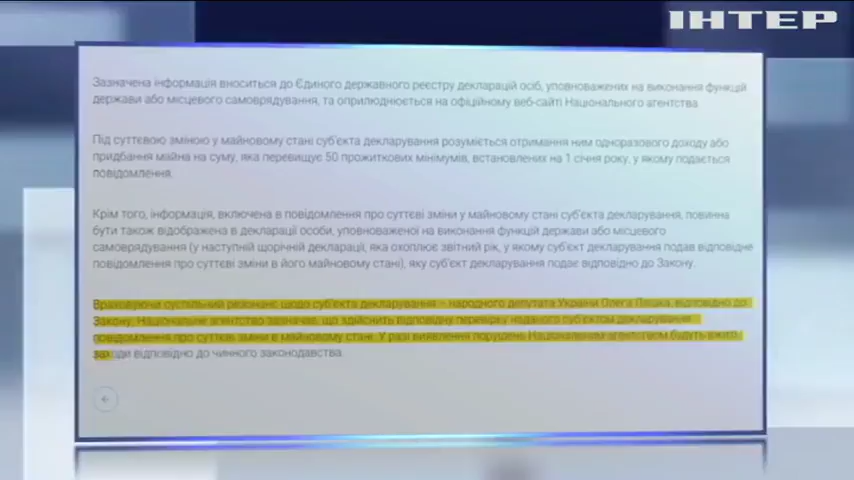 ІНТЕР
Зазначена інформація вноситься до Єдиного державного реєстру декларацій осіб, уповноважених на виконання функцій
держави або місцевого самоврядування, та оприлюднюється на офіційному веб-сайті Національного агентства.
Під суттєвою зміною у майновому стані суб'єкта декларування розуміється отримання ним одноразового доходу або
придбання майна на суму, яка перевищує 50 прожиткових мінімумів, встановлених на 1 січня року, у якому подається
повідомлення.
Крім того, інформація, включена в повідомлення про суттєві зміни у майновому стані суб'єкта декларування, повинна
бути також відображена в декларації особи, уповноваженої на виконання функцій держави або місцевого
самоврядування (у наступній щорічній декларації, яка охоплює звітний рік, у якому суб'єкт декларування подав відповідне
повідомлення про суттєві зміни в його майновому стані), яку суб'єкт декларування подає відповідно до Закону.
Враховуючи суспільний резонанс щодо суб'єкта декларування – народного депутата України Олега Ляшка, відповідно до
Закону, Національне агентство зазначає, що здійснить відповідну перевірку наданого суб'єктом декларування
повідомлення про суттєві зміни в майновому стані. У разі виявлення порушень Національним агентством будуть вжиті
заходи відповідно до чинного законодавства.